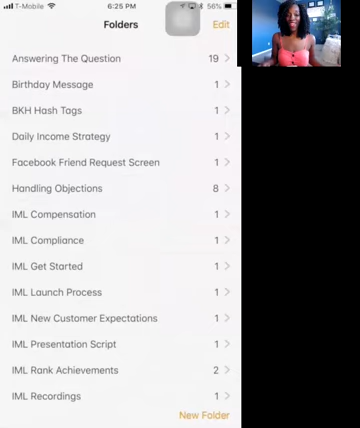 T-Mobile 6:25 PM 56%
Folders Edit
Answering The Question 19
Birthday Message 1
BKH Hash Tags 1
Daily Income Strategy 1
Facebook Friend Request Screen 1
Handling Objections 8
IML Compensation 1
IML Compliance 1
IML Get Started 1
IML Launch Process 1
IML New Customer Expectations 1
IML Presentation Script 1
IML Rank Achievements 2
IML Recordings 1
New Folder